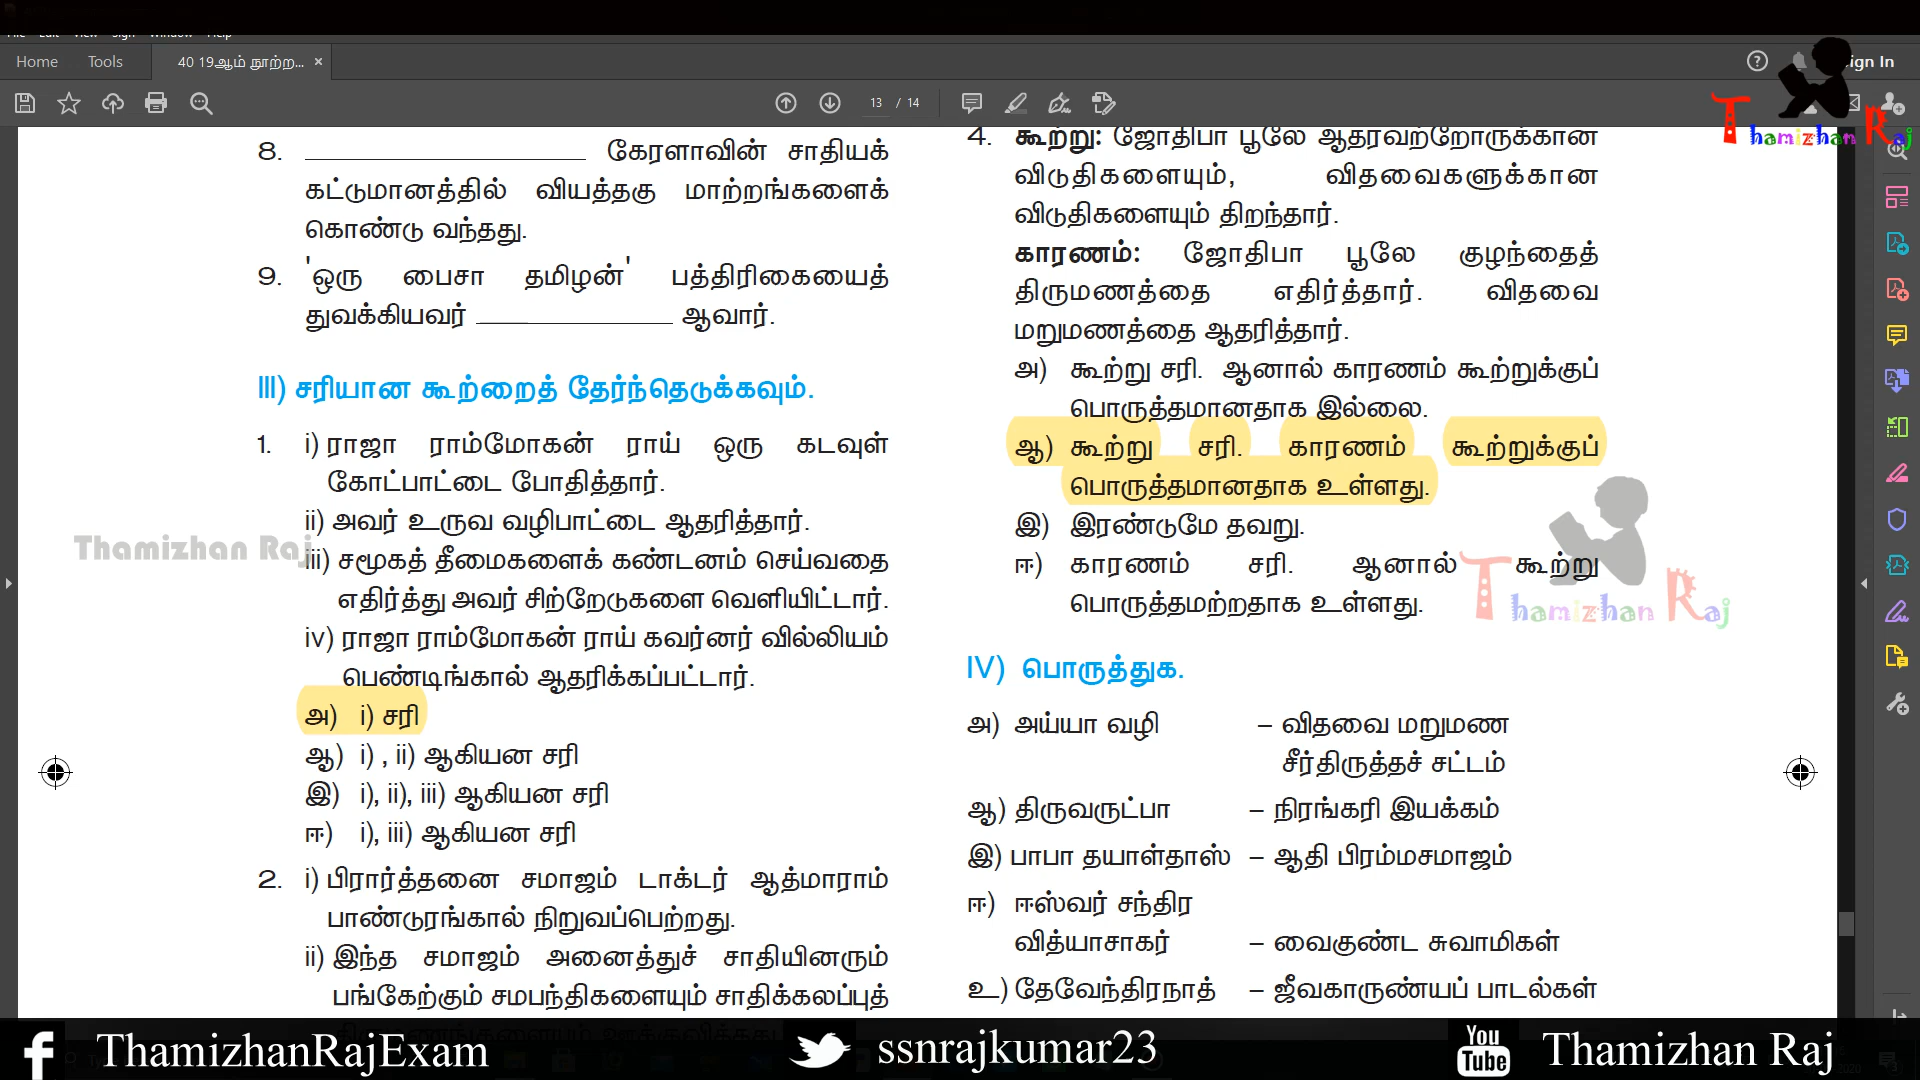 Home
Tools
40 19ஆம் நூற்ற... ×
Sign In
13 / 14
Thamizhan Raj
8. ____________ கேரளாவின் சாதியக்
கட்டுமானத்தில் வியத்தகு மாற்றங்களைக்
கொண்டு வந்தது.
9. 'ஒரு பைசா தமிழன்' பத்திரிகையைத்
துவக்கியவர் ____________ ஆவார்.
III) சரியான கூற்றைத் தேர்ந்தெடுக்கவும்.
1. i) ராஜா ராம்மோகன் ராய் ஒரு கடவுள்
கோட்பாட்டை போதித்தார்.
ii) அவர் உருவ வழிபாட்டை ஆதரித்தார்.
Thamizhan Raj
iii) சமூகத் தீமைகளைக் கண்டனம் செய்வதை
எதிர்த்து அவர் சிற்றேடுகளை வெளியிட்டார்.
iv) ராஜா ராம்மோகன் ராய் கவர்னர் வில்லியம்
பெண்டிங்கால் ஆதரிக்கப்பட்டார்.
அ) i) சரி
ஆ) i) , ii) ஆகியன சரி
இ) i), ii), iii) ஆகியன சரி
ஈ) i), iii) ஆகியன சரி
2. i) பிரார்த்தனை சமாஜம் டாக்டர் ஆத்மாராம்
பாண்டுரங்கால் நிறுவப்பெற்றது.
ii) இந்த சமாஜம் அனைத்துச் சாதியினரும்
பங்கேற்கும் சமபந்திகளையும் சாதிக்கலப்புத்
4. கூற்று: ஜோதிபா பூலே ஆதரவற்றோருக்கான
விடுதிகளையும், விதவைகளுக்கான
விடுதிகளையும் திறந்தார்.
காரணம்: ஜோதிபா பூலே குழந்தைத்
திருமணத்தை எதிர்த்தார். விதவை
மறுமணத்தை ஆதரித்தார்.
அ) கூற்று சரி. ஆனால் காரணம் கூற்றுக்குப்
பொருத்தமானதாக இல்லை.
ஆ) கூற்று சரி. காரணம் கூற்றுக்குப்
பொருத்தமானதாக உள்ளது.
இ) இரண்டுமே தவறு.
ஈ) காரணம் சரி. ஆனால் கூற்று
பொருத்தமற்றதாக உள்ளது.
Thamizhan Raj
IV) பொருத்துக.
அ) அய்யா வழி – விதவை மறுமண
சீர்திருத்தச் சட்டம்
ஆ) திருவருட்பா – நிரங்கரி இயக்கம்
இ) பாபா தயாள்தாஸ் – ஆதி பிரம்மசமாஜம்
ஈ) ஈஸ்வர் சந்திர
வித்யாசாகர் – வைகுண்ட சுவாமிகள்
உ) தேவேந்திரநாத் – ஜீவகாருண்யப் பாடல்கள்
ThamizhanRajExam
ssnrajkumar23
You Tube
Thamizhan Raj